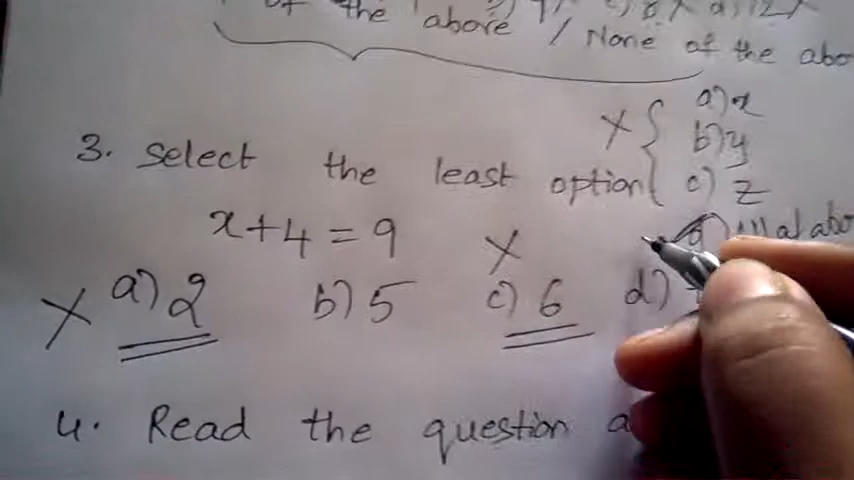 of the above / None of the abo
3. select the least option
a) x
b) y
c) z
x+4=9
a) 2 b) 5 c) 6 d)
4. Read the question a